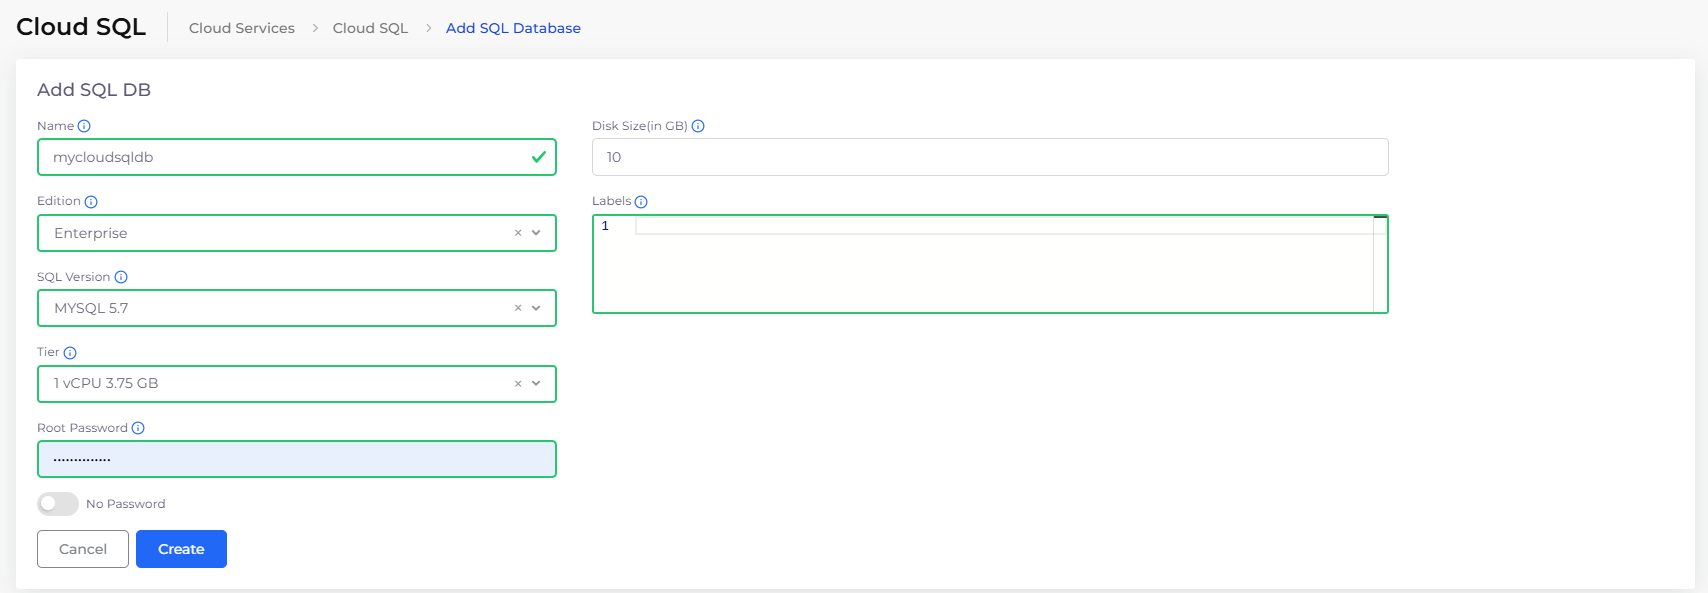 Cloud SQL
Cloud Services > Cloud SQL > Add SQL Database
Add SQL DB
Name
mycloudsqldb
Edition
Enterprise
SQL Version
MYSQL 5.7
Tier
1 vCPU 3.75 GB
Root Password
••••••••••••••
No Password
Cancel
Create
Disk Size(in GB)
10
Labels
1